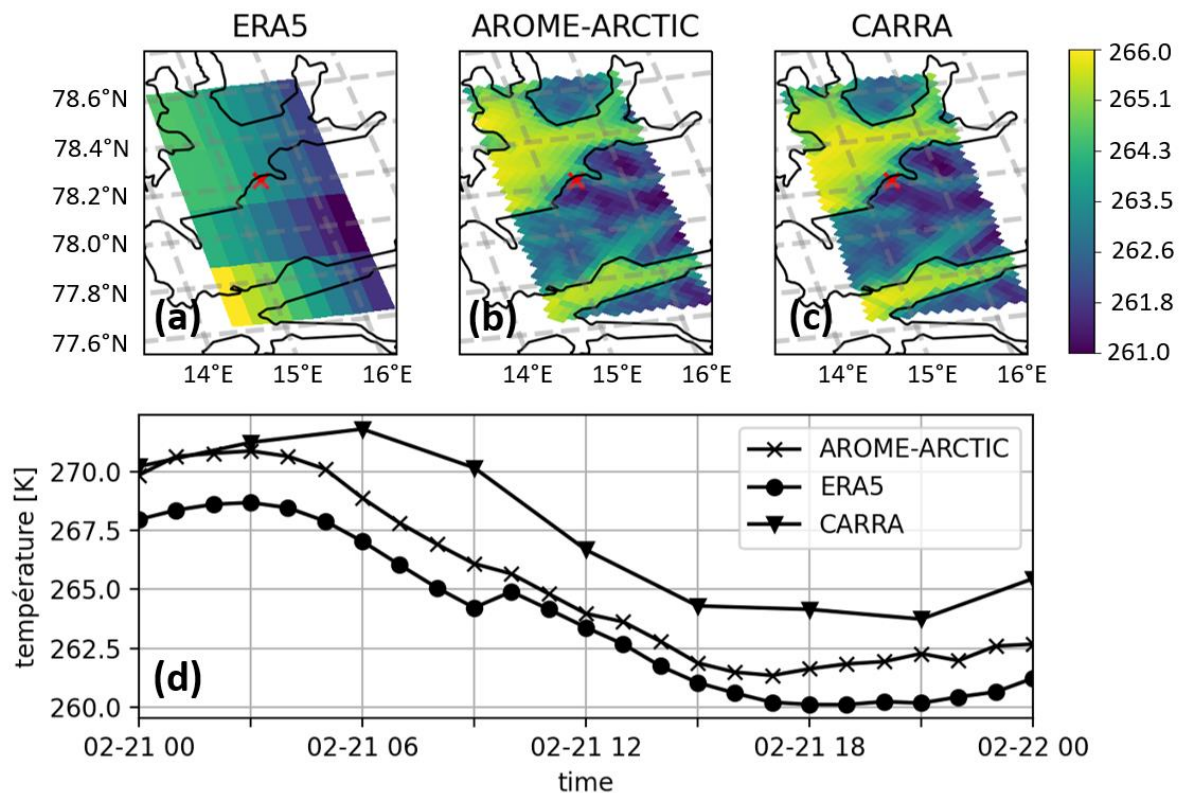 ERA5 AROME-ARCTIC CARRA
78.6°N
78.4°N
78.2°N
78.0°N
77.8°N
77.6°N
(a) (b) (c)
14°E 15°E 16°E 14°E 15°E 16°E 14°E 15°E 16°E
266.0
265.1
264.3
263.5
262.6
261.8
261.0
température [K]
270.0
267.5
265.0
262.5
260.0
AROME-ARCTIC
ERA5
CARRA
(d)
02-21 00 02-21 06 02-21 12 02-21 18 02-22 00
time